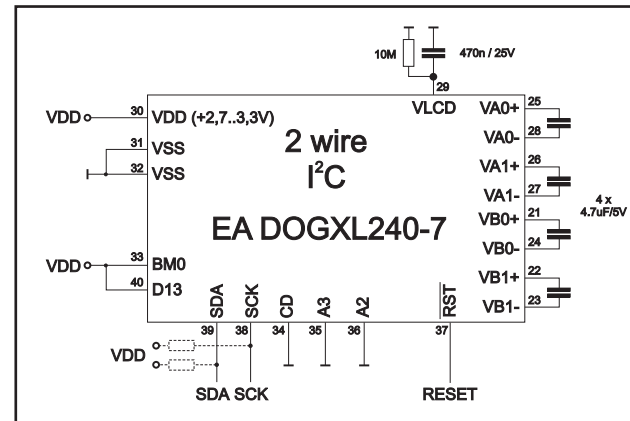 10M
470n / 25V
29
VLCD
VDD
30
VDD (+2,7..3,3V)
31
VSS
32
VSS
2 wire
I²C
EA DOGXL240-7
VA0+
25
VA0-
28
VA1+
26
VA1-
27
VB0+
21
VB0-
24
VB1+
22
VB1-
23
4 x
4.7uF/5V
VDD
33
BM0
40
D13
SDA
SCK
CD
A3
A2
RST
39
38
34
35
36
37
VDD
SDA SCK
RESET